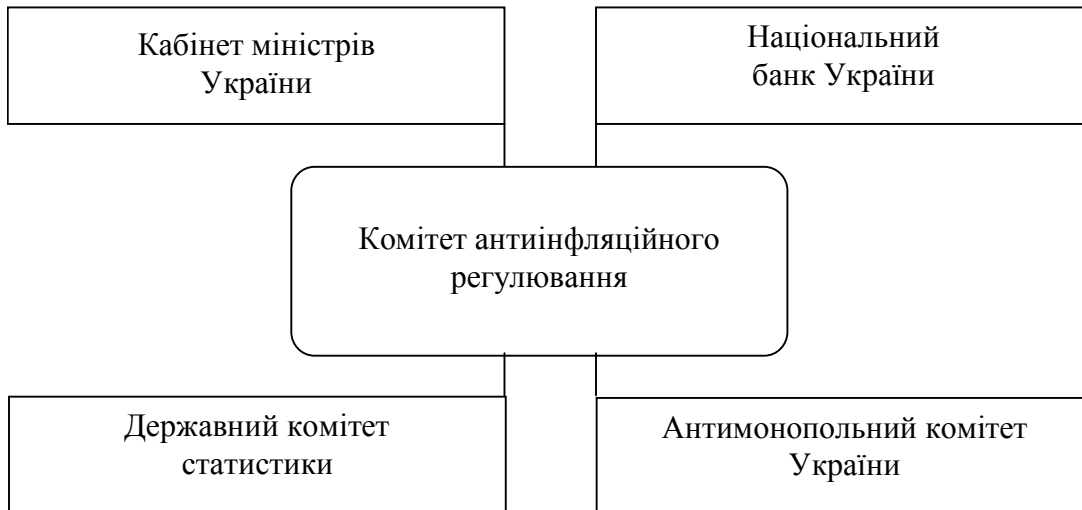 Кабінет міністрів
України
Національний
банк України
Комітет антиінфляційного
регулювання
Державний комітет
статистики
Антимонопольний комітет
України